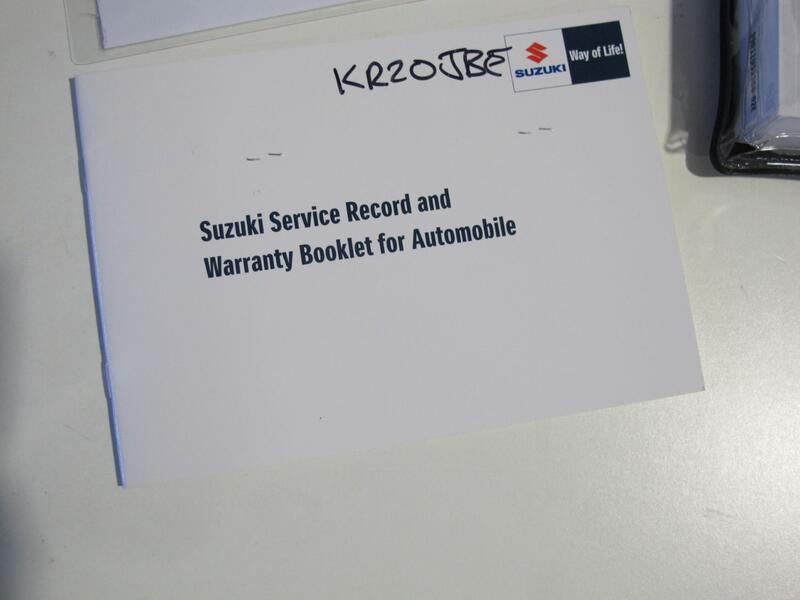 KR20JBE
SUZUKI
Way of Life!
Suzuki Service Record and
Warranty Booklet for Automobile